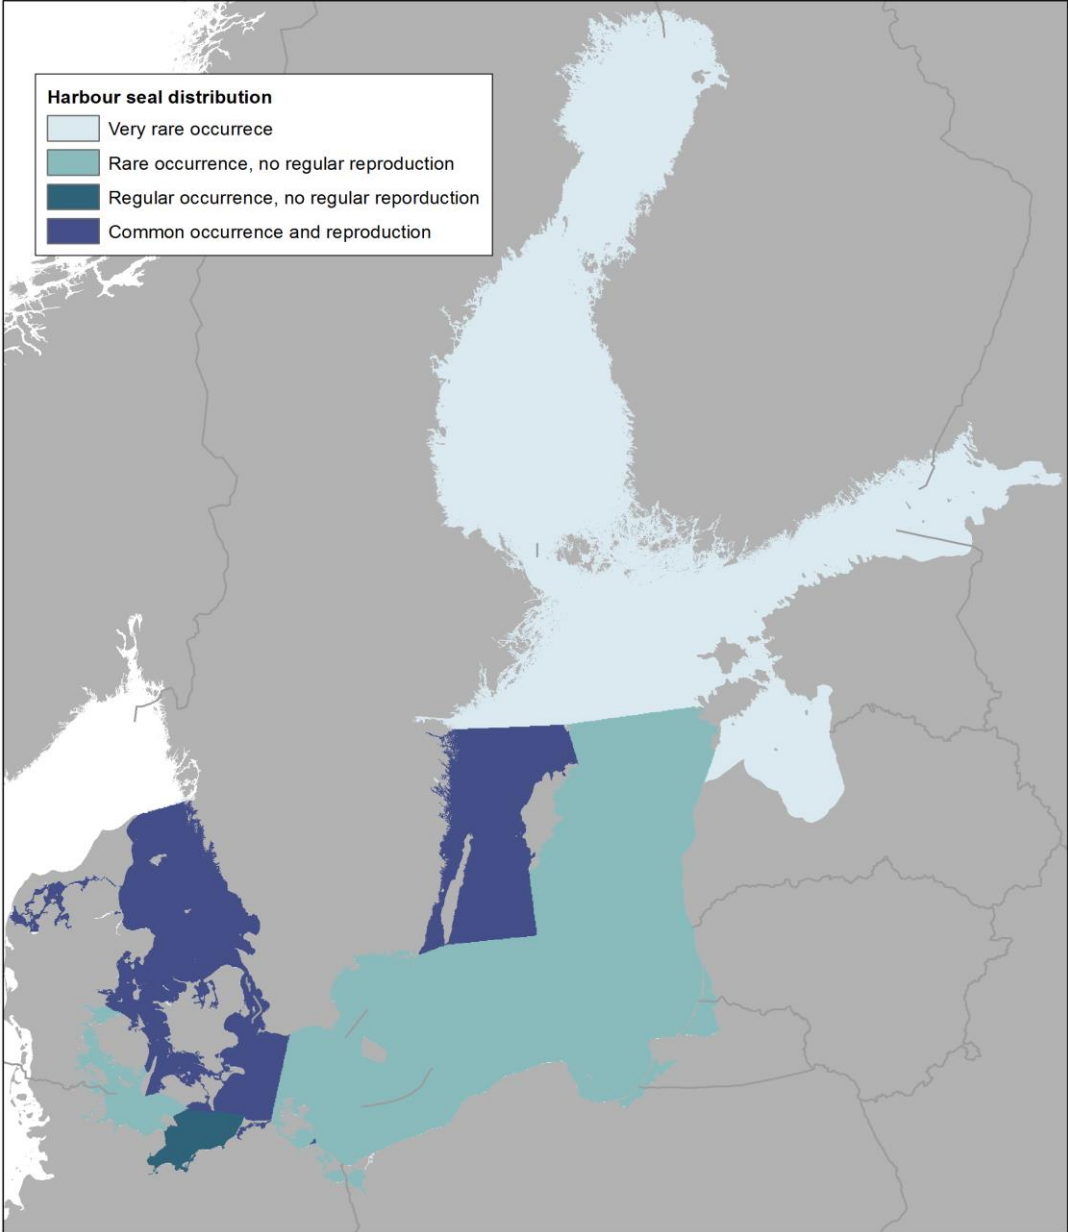 Harbour seal distribution
Very rare occurrece
Rare occurrence, no regular reproduction
Regular occurrence, no regular reporduction
Common occurrence and reproduction